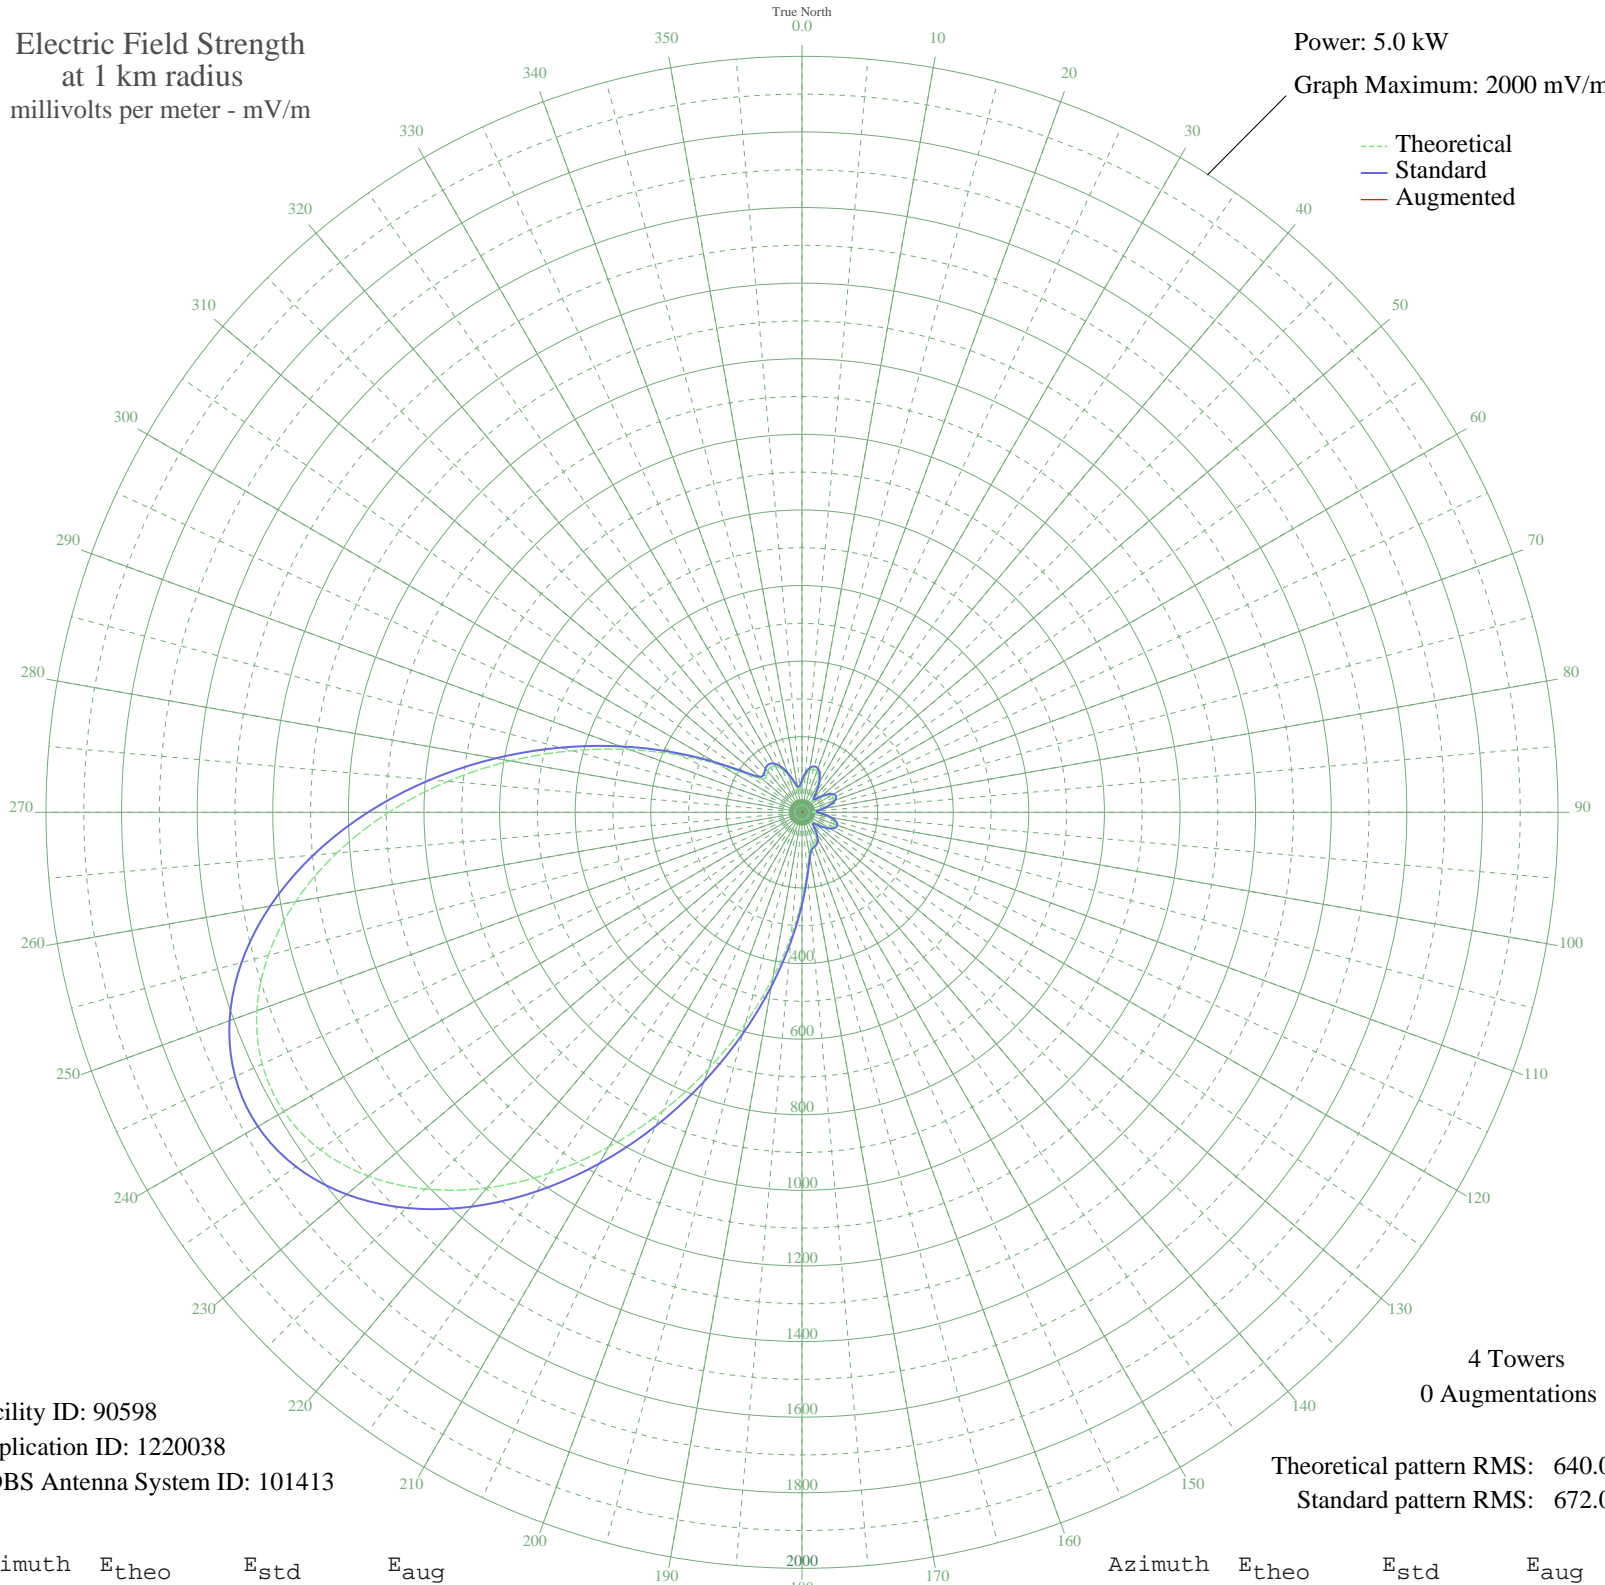 True North
Electric Field Strength
at 1 km radius
millivolts per meter - mV/m
Power: 5.0 kW
Graph Maximum: 2000 mV/m
Theoretical
Standard
Augmented
0.0
10
20
30
40
50
60
70
80
90
100
110
120
130
140
150
160
170
190
200
210
220
230
240
250
260
270
280
290
300
310
320
330
340
350
400
600
800
1000
1200
1400
1600
1800
2000
4 Towers
0 Augmentations
cility ID: 90598
plication ID: 1220038
DBS Antenna System ID: 101413
Theoretical pattern RMS: 640.0
Standard pattern RMS: 672.0
imuth Etheo Estd Eaug
Azimuth Etheo Estd Eaug